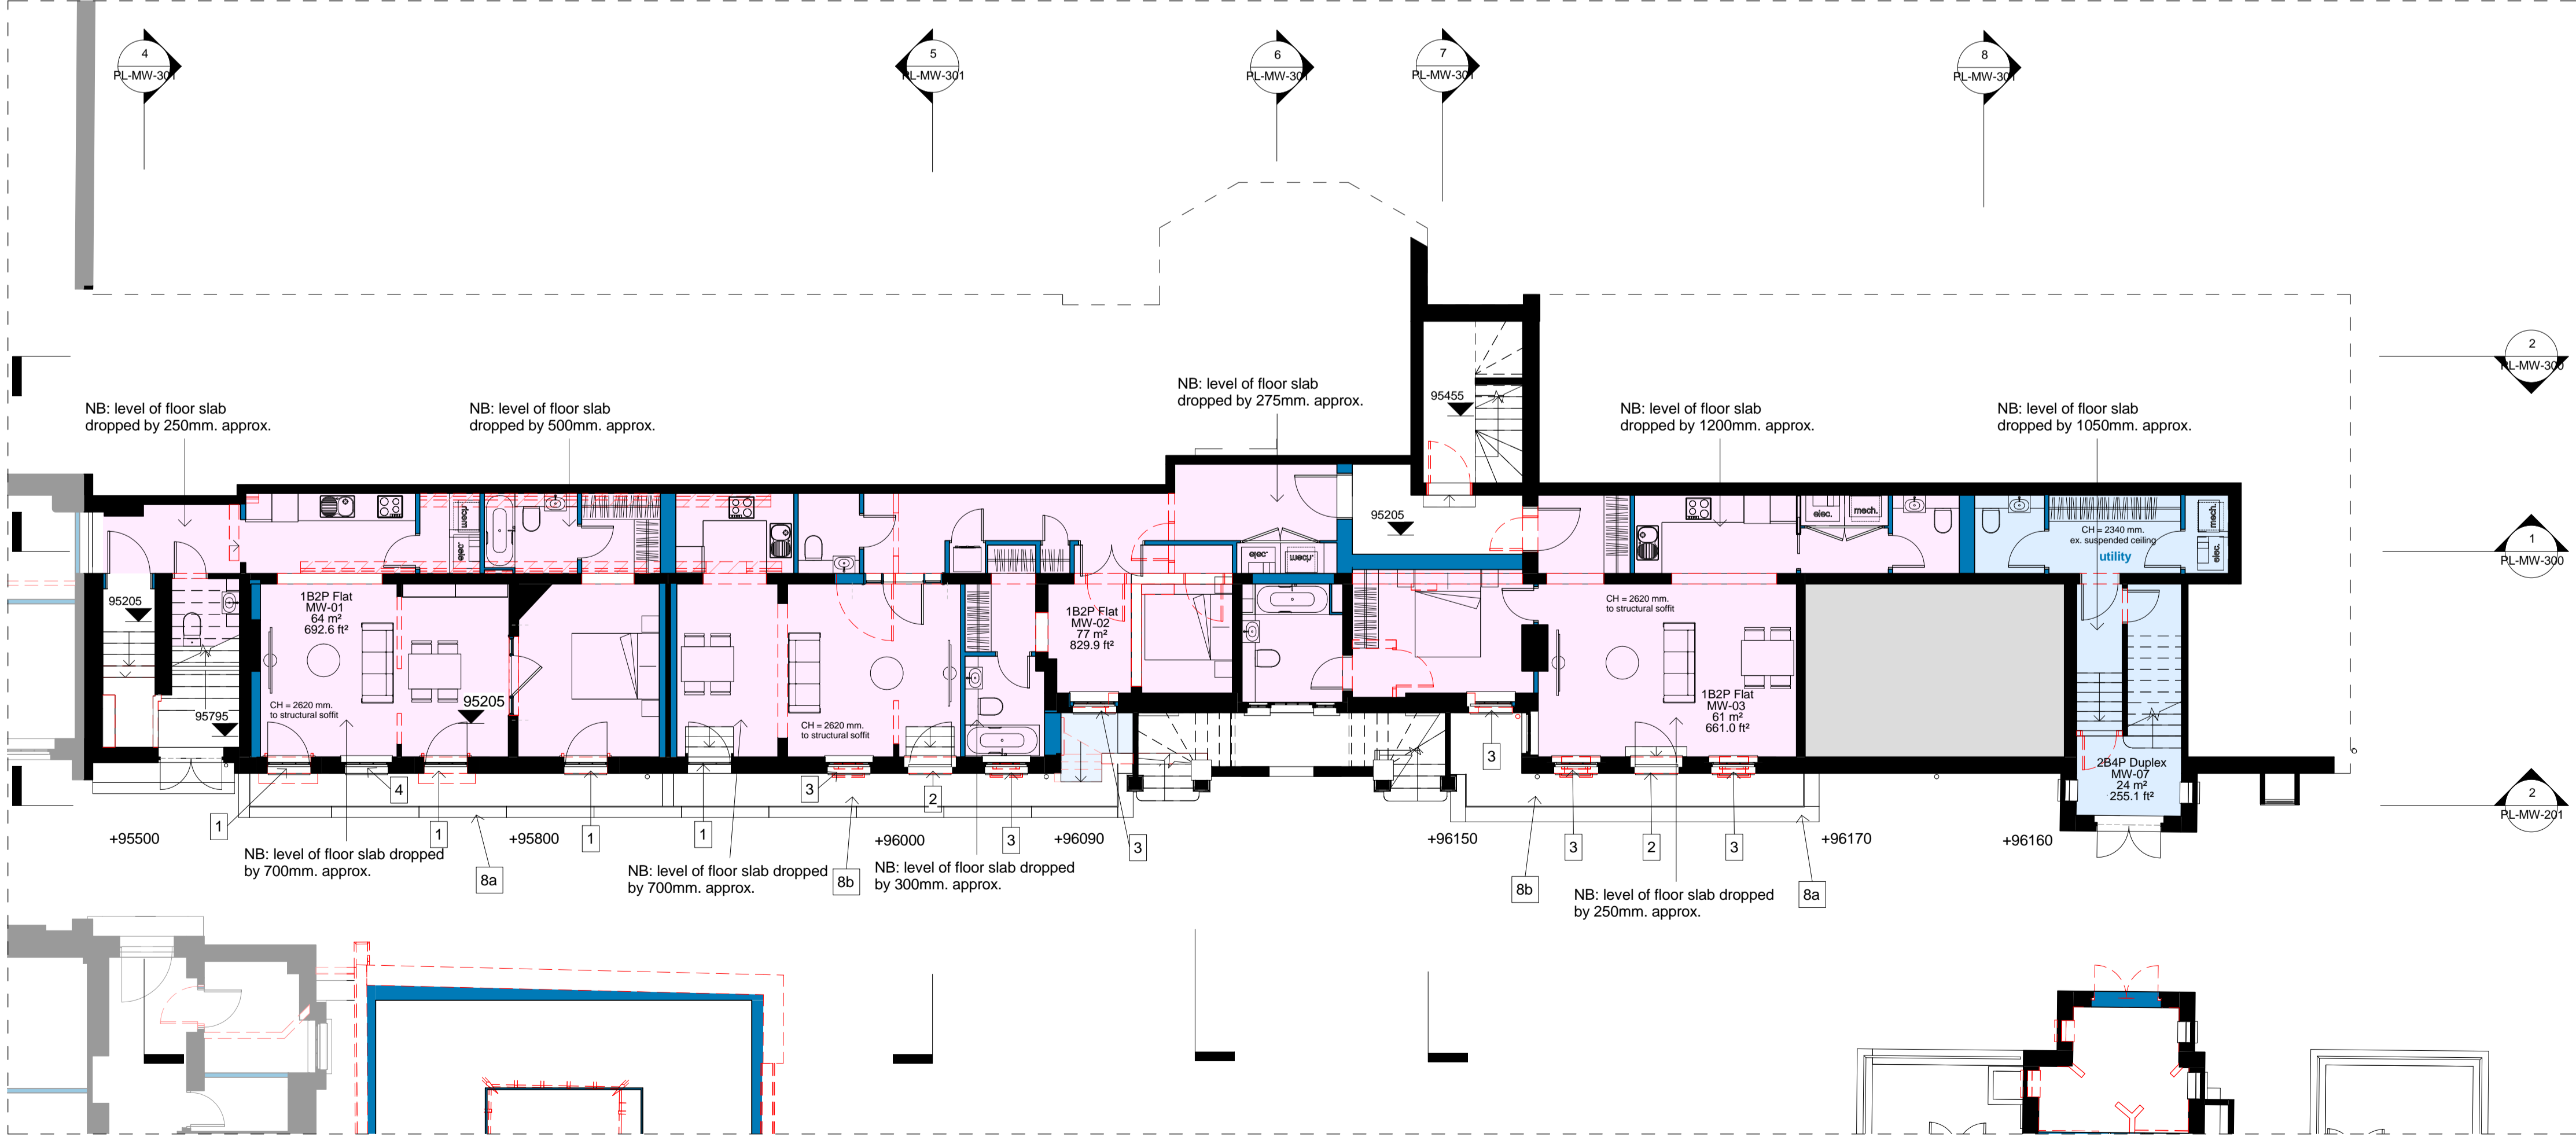 4
PL-MW-301
5
PL-MW-301
6
PL-MW-301
7
PL-MW-301
8
PL-MW-301
2
PL-MW-300
NB: level of floor slab
dropped by 250mm. approx.
NB: level of floor slab
dropped by 500mm. approx.
NB: level of floor slab
dropped by 275mm. approx.
95455
NB: level of floor slab
dropped by 1200mm. approx.
NB: level of floor slab
dropped by 1050mm. approx.
mech.
elec.
95205
elec.
mech.
elec.
mech.
CH = 2340 mm.
ex. suspended ceiling
utility
mech.
elec.
1
PL-MW-300
95205
1B2P Flat
MW-01
64 m²
692.6 ft²
CH = 2620 mm.
to structural soffit
95205
95795
1B2P Flat
MW-02
77 m²
829.9 ft²
CH = 2620 mm.
to structural soffit
CH = 2620 mm.
to structural soffit
1B2P Flat
MW-03
61 m²
661.0 ft²
2B4P Duplex
MW-07
24 m²
255.1 ft²
2
PL-MW-201
3
4
3
2
1
1
1
1
3
3
3
2
3
+95500
+95800
+96000
+96090
+96150
+96170
+96160
NB: level of floor slab dropped
by 700mm. approx.
8a
NB: level of floor slab dropped
by 700mm. approx.
8b
NB: level of floor slab dropped
by 300mm. approx.
8b
NB: level of floor slab dropped
by 250mm. approx.
8a